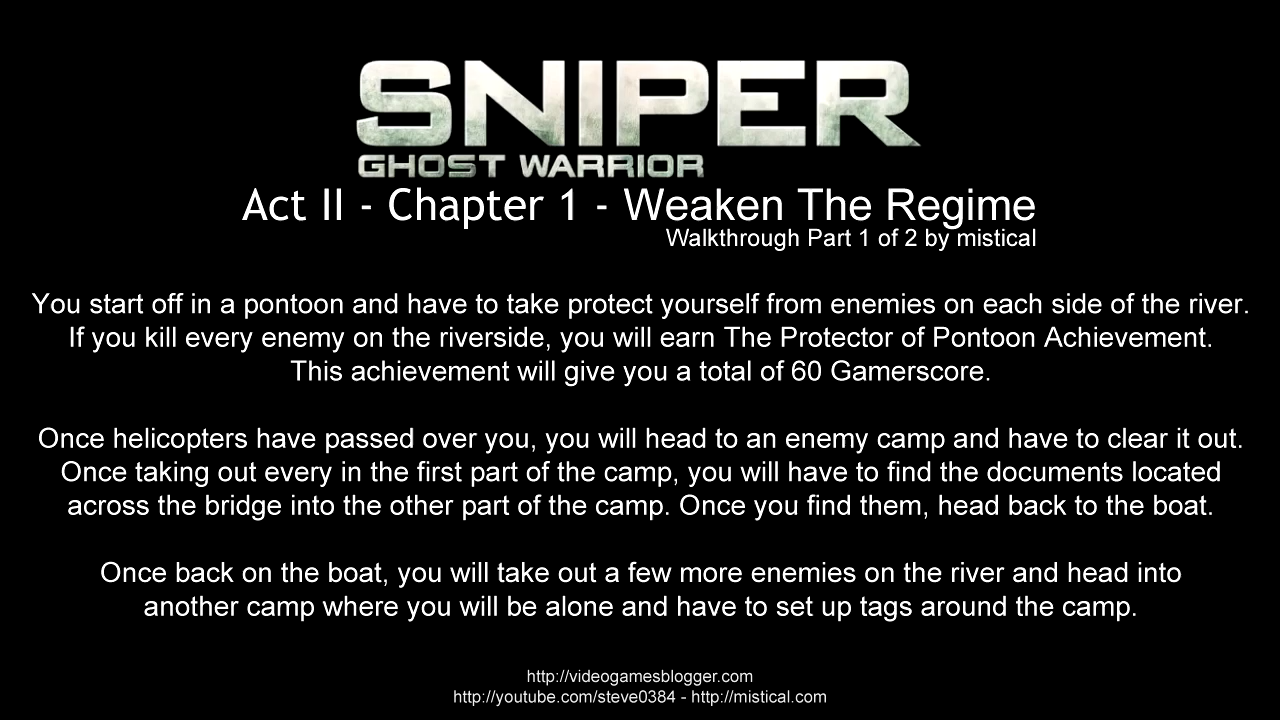 SNIPER
GHOST WARRIOR
Act II - Chapter 1 - Weaken The Regime
Walkthrough Part 1 of 2 by mistical
You start off in a pontoon and have to take protect yourself from enemies on each side of the river.
If you kill every enemy on the riverside, you will earn The Protector of Pontoon Achievement.
This achievement will give you a total of 60 Gamerscore.
Once helicopters have passed over you, you will head to an enemy camp and have to clear it out.
Once taking out every in the first part of the camp, you will have to find the documents located
across the bridge into the other part of the camp. Once you find them, head back to the boat.
Once back on the boat, you will take out a few more enemies on the river and head into
another camp where you will be alone and have to set up tags around the camp.
http://videogamesblogger.com
http://youtube.com/steve0384 - http://mistical.com